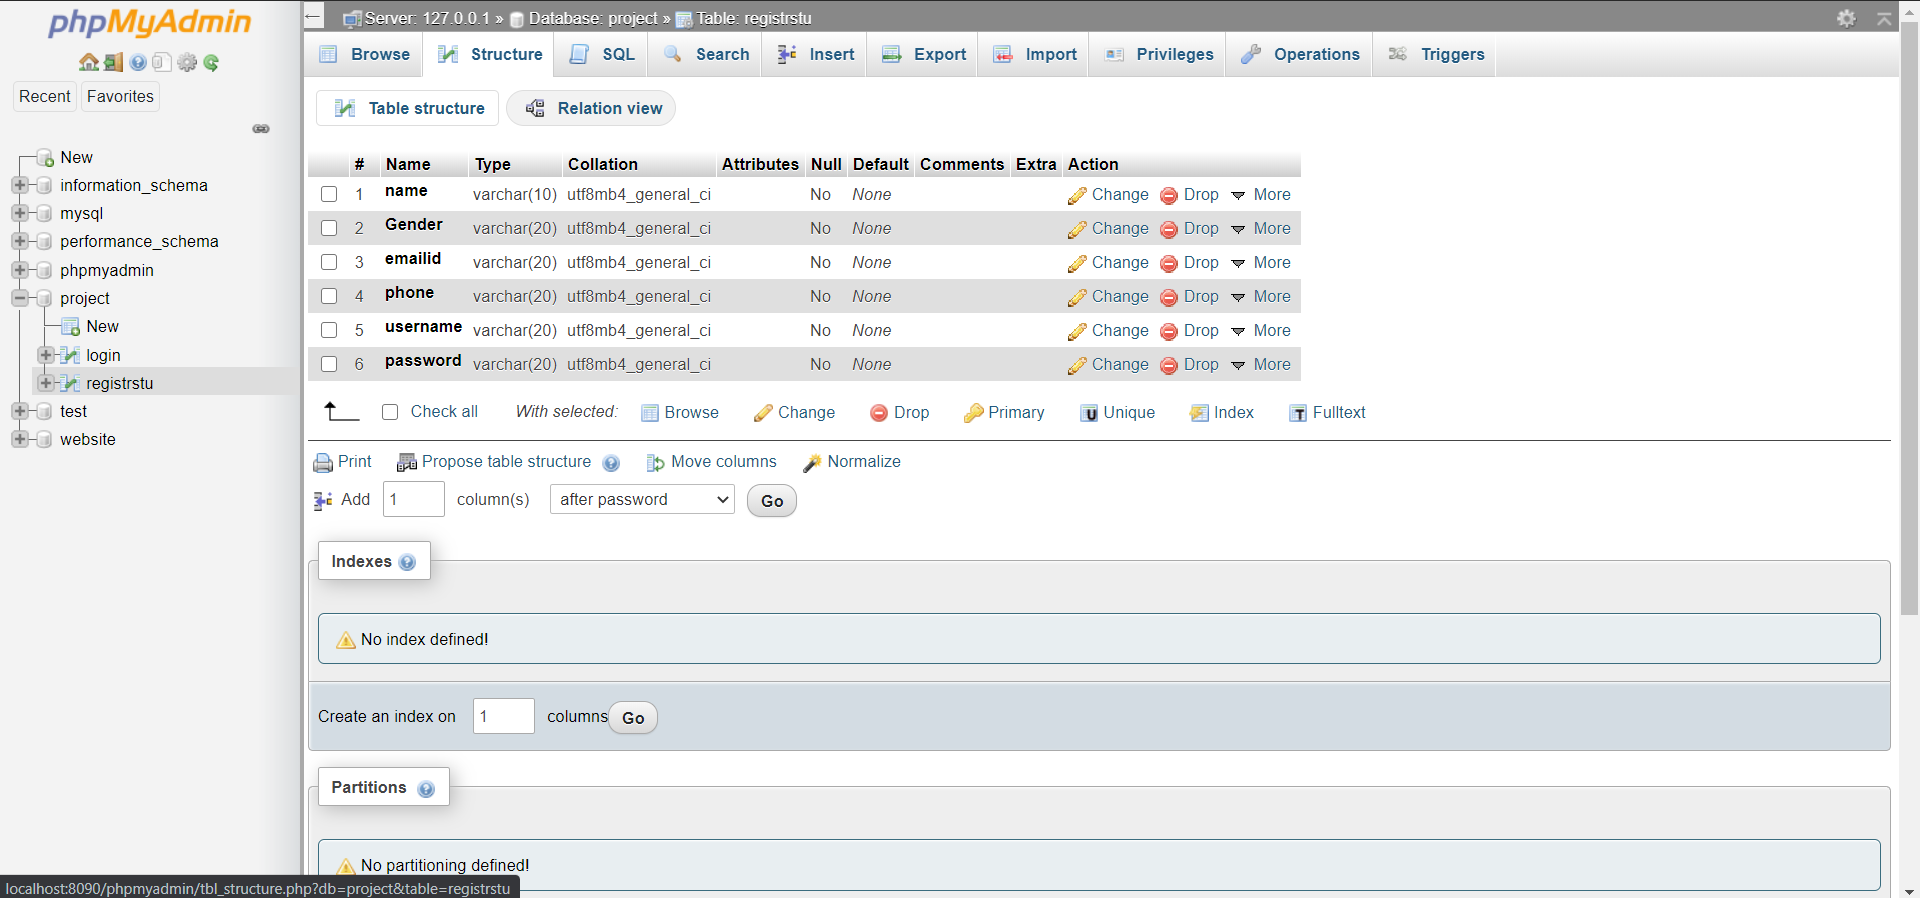 phpMyAdmin
Recent Favorites
New
information_schema
mysql
performance_schema
phpmyadmin
project
New
login
registrstu
test
website
Server: 127.0.0.1 » Database: project » Table: registrstu
Browse Structure SQL Search Insert Export Import Privileges Operations Triggers
Table structure Relation view
# Name Type Collation Attributes Null Default Comments Extra Action
1 name varchar(10) utf8mb4_general_ci No None Change Drop More
2 Gender varchar(20) utf8mb4_general_ci No None Change Drop More
3 emailid varchar(20) utf8mb4_general_ci No None Change Drop More
4 phone varchar(20) utf8mb4_general_ci No None Change Drop More
5 username varchar(20) utf8mb4_general_ci No None Change Drop More
6 password varchar(20) utf8mb4_general_ci No None Change Drop More
Check all With selected: Browse Change Drop Primary Unique Index Fulltext
Print Propose table structure Move columns Normalize
Add 1 column(s) after password Go
Indexes
No index defined!
Create an index on 1 columns Go
Partitions
No partitioning defined!
localhost:8090/phpmyadmin/tbl_structure.php?db=project&table=registrstu